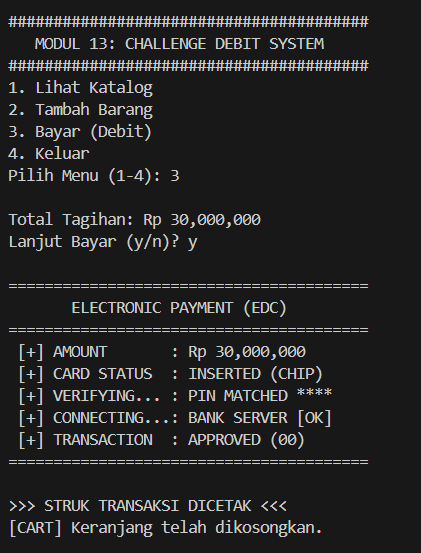 ########################################
MODUL 13: CHALLENGE DEBIT SYSTEM
########################################
1. Lihat Katalog
2. Tambah Barang
3. Bayar (Debit)
4. Keluar
Pilih Menu (1-4): 3

Total Tagihan: Rp 30,000,000
Lanjut Bayar (y/n)? y

========================================
ELECTRONIC PAYMENT (EDC)
========================================
[+] AMOUNT       : Rp 30,000,000
[+] CARD STATUS  : INSERTED (CHIP)
[+] VERIFYING... : PIN MATCHED ****
[+] CONNECTING...: BANK SERVER [OK]
[+] TRANSACTION  : APPROVED (00)
========================================

>>> STRUK TRANSAKSI DICETAK <<<
[CART] Keranjang telah dikosongkan.